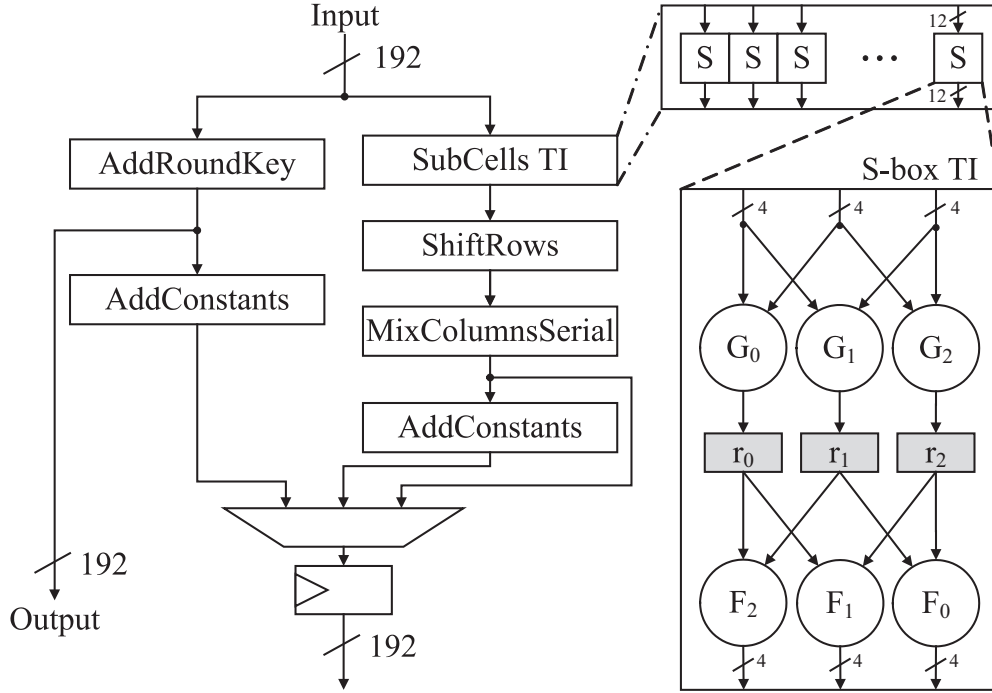 Input
192
AddRoundKey
SubCells TI
ShiftRows
AddConstants
MixColumnsSerial
AddConstants
192
Output
192
12
S S S ... S
12
S-box TI
4 4 4
G0 G1 G2
r0 r1 r2
F2 F1 F0
4 4 4